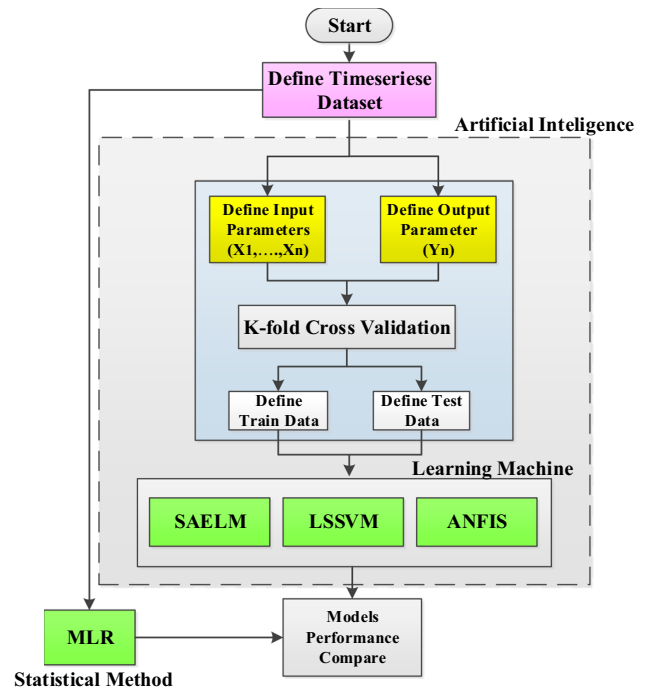 Start
Define Timeseriese
Dataset
Artificial Inteligence
Define Input
Parameters
(X1,….,Xn)
Define Output
Parameter
(Yn)
K-fold Cross Validation
Define
Train Data
Define Test
Data
Learning Machine
SAELM
LSSVM
ANFIS
MLR
Statistical Method
Models
Performance
Compare